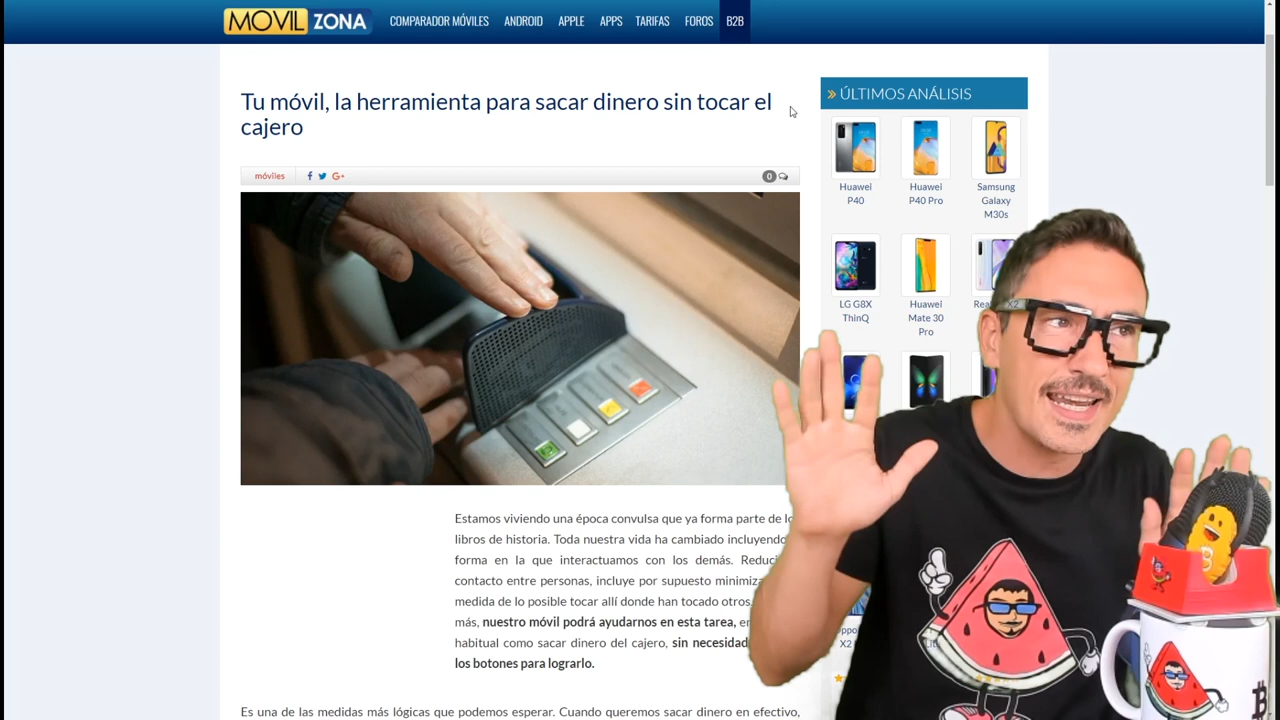 MOVIL ZONA
COMPARADOR MÓVILES ANDROID APPLE APPS TARIFAS FOROS B2B
Tu móvil, la herramienta para sacar dinero sin tocar el
cajero
móviles
G+
0
Estamos viviendo una época convulsa que ya forma parte de
libros de historia. Toda nuestra vida ha cambiado incluyendo
forma en la que interactuamos con los demás.
contacto entre personas, incluye por supuesto
medida de lo posible tocar allí donde han tocado otros.
más, nuestro móvil podrá ayudarnos en esta tarea,
habitual como sacar dinero del cajero, sin necesidad
los botones para lograrlo.
Es una de las medidas más lógicas que podemos esperar. Cuando queremos sacar dinero en efectivo,
ÚLTIMOS ANÁLISIS
Huawei
P40
Huawei
P40 Pro
Samsung
Galaxy
M30s
LG G8X
ThinQ
Huawei
Mate 30
Pro
X2